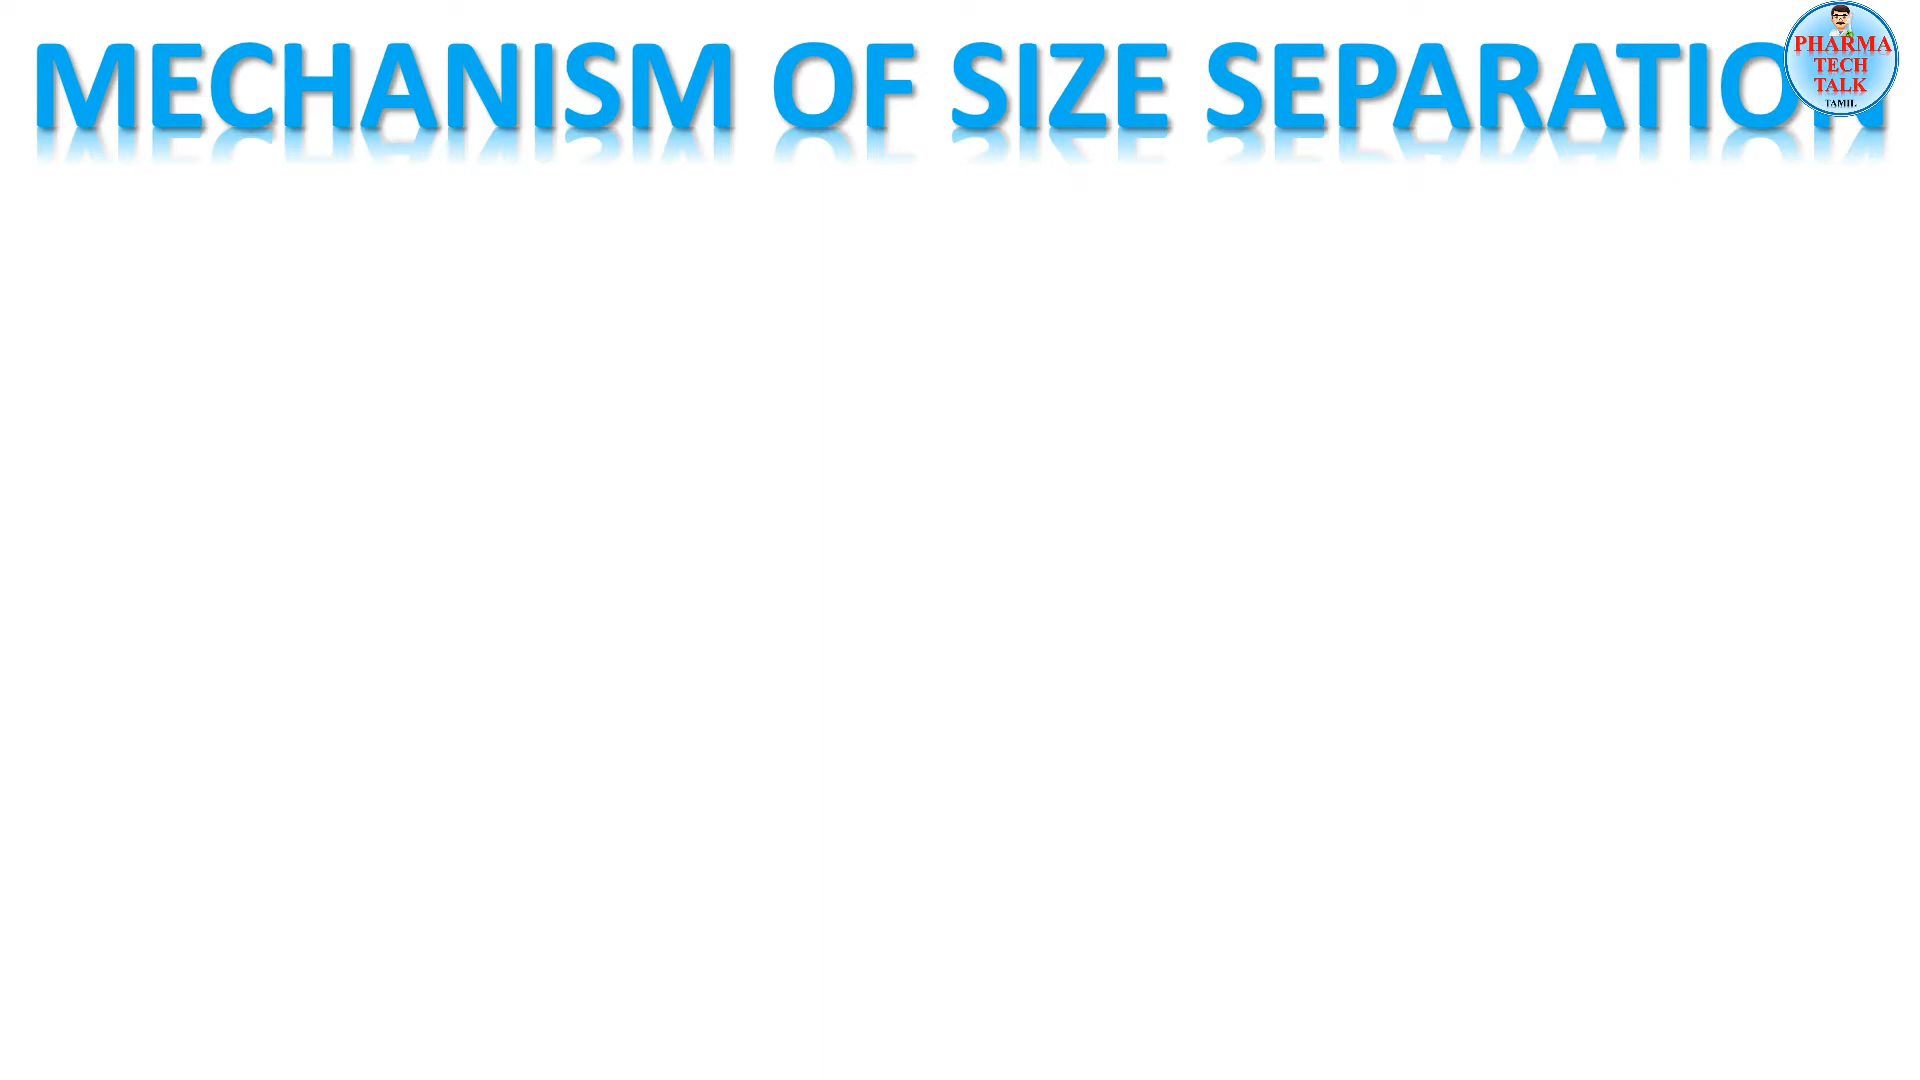 MECHANISM OF SIZE SEPARATION
PHARMA
TECH
TALK
TAMIL